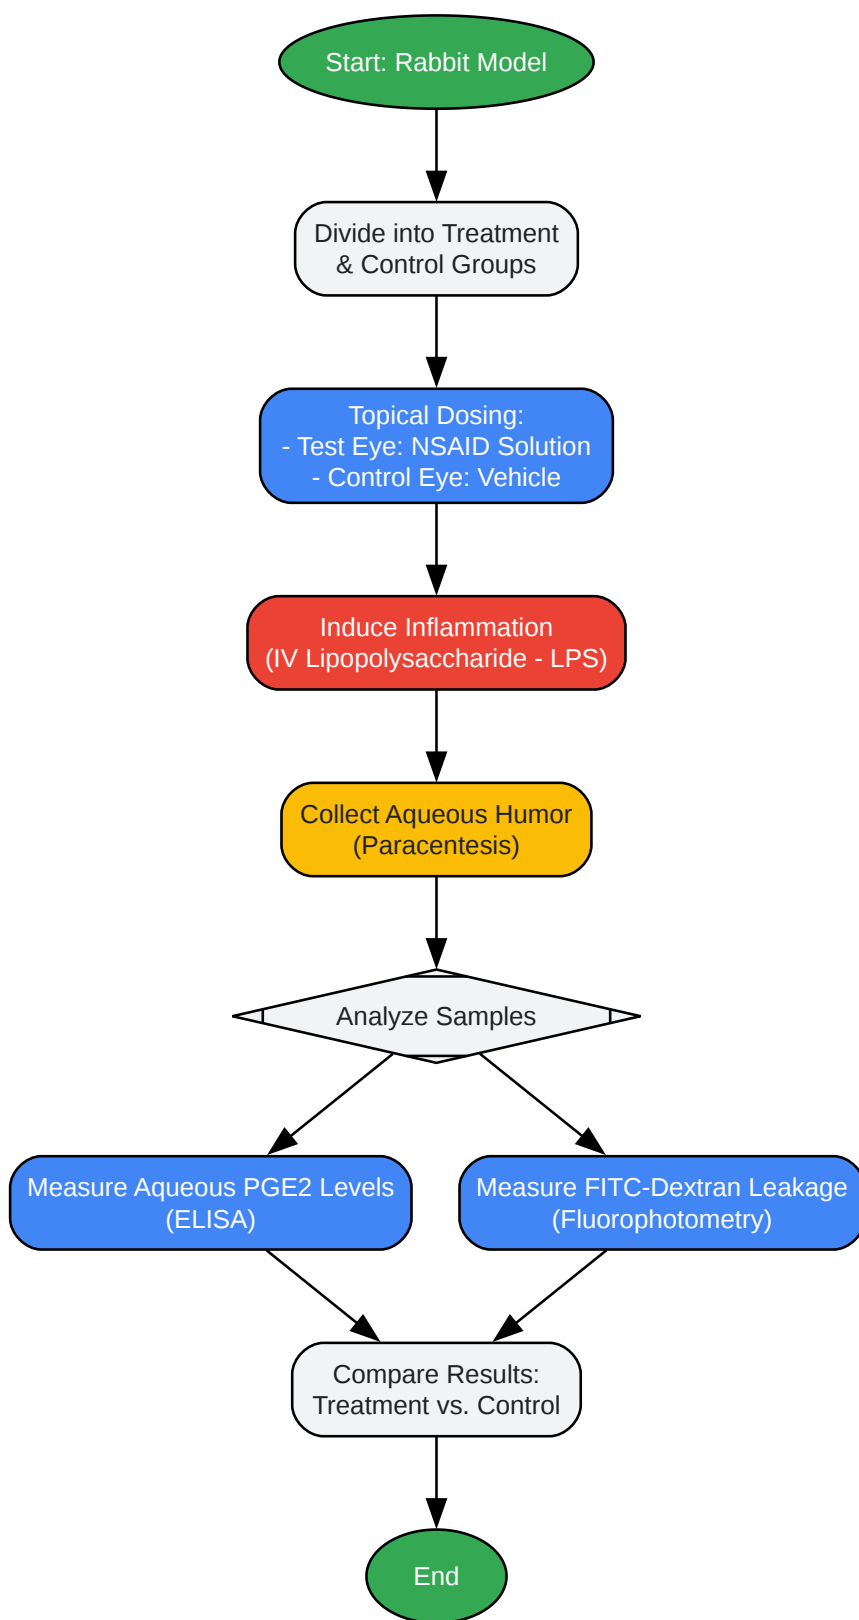 Start: Rabbit Model
Divide into Treatment
& Control Groups
Topical Dosing:
- Test Eye: NSAID Solution
- Control Eye: Vehicle
Induce Inflammation
(IV Lipopolysaccharide - LPS)
Collect Aqueous Humor
(Paracentesis)
Analyze Samples
Measure Aqueous PGE2 Levels
(ELISA)
Measure FITC-Dextran Leakage
(Fluorophotometry)
Compare Results:
Treatment vs. Control
End